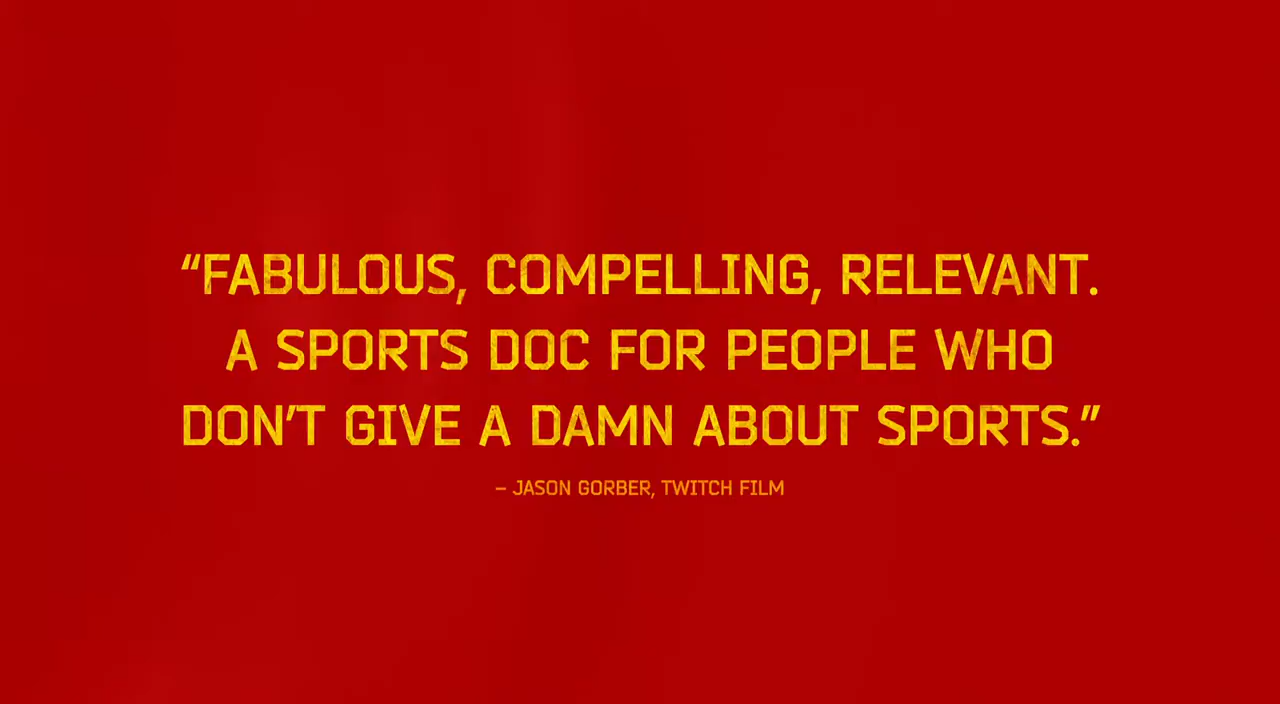 “FABULOUS, COMPELLING, RELEVANT.
A SPORTS DOC FOR PEOPLE WHO
DON’T GIVE A DAMN ABOUT SPORTS.”
– JASON GORBER, TWITCH FILM